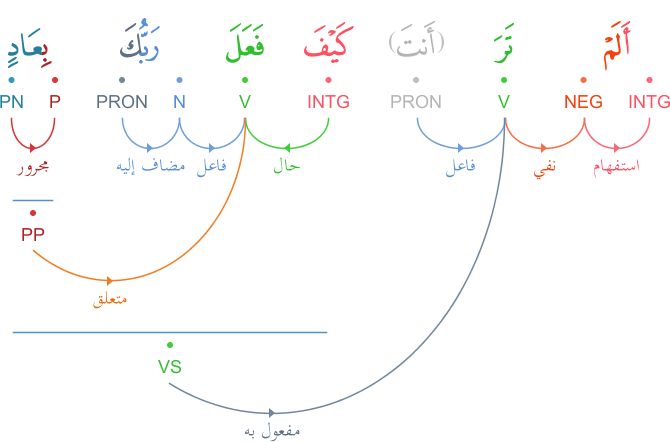 أَلَمْ تَرَ (أَنتَ) كَيْفَ فَعَلَ رَبُّكَ بِعَادٍ
INTG NEG V PRON INTG V N PRON P PN
استفهام نفي فاعل حال فاعل مضاف إليه مجرور
PP
متعلق
VS
مفعول به